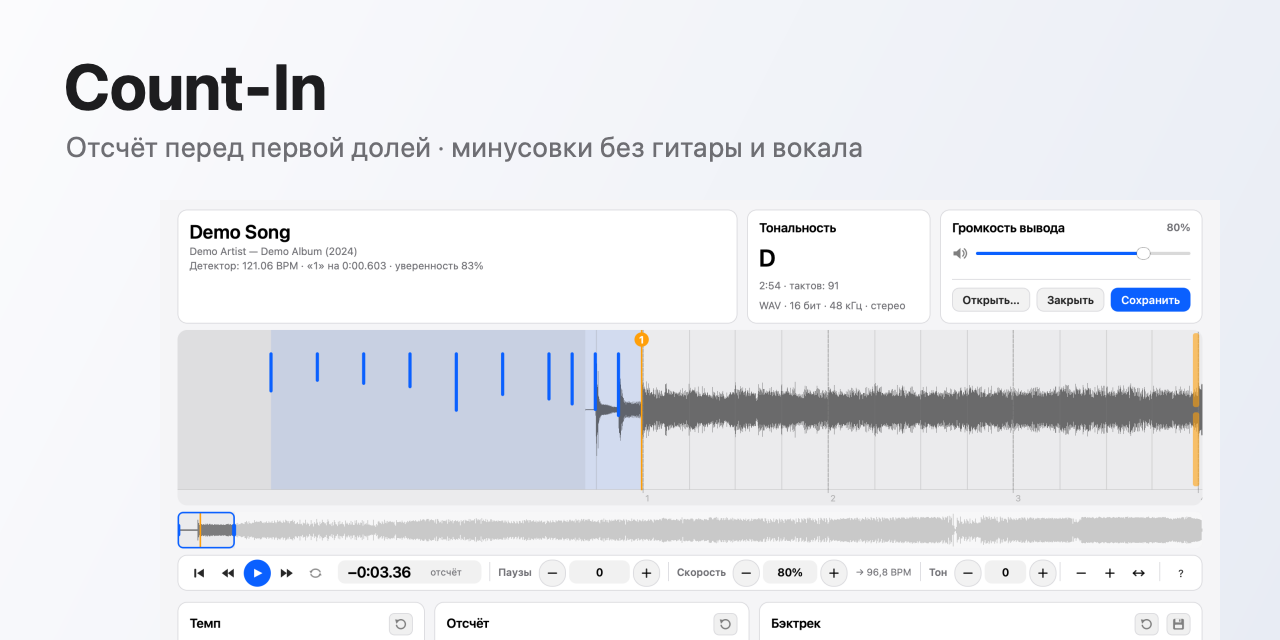 Count-In
Отсчёт перед первой долей · минусовки без гитары и вокала
Demo Song
Demo Artist — Demo Album (2024)
Детектор: 121.06 BPM · «1» на 0:00.603 · уверенность 83%
Тональность
D
2:54 · тактов: 91
WAV · 16 бит · 48 кГц · стерео
Громкость вывода 80%
Открыть... Закрыть Сохранить
1
1 2 3
−0:03.36 отсчёт Паузы − 0 + Скорость − 80% + → 96,8 BPM Тон − 0 + − + ↔ ?
Темп Отсчёт Бэктрек